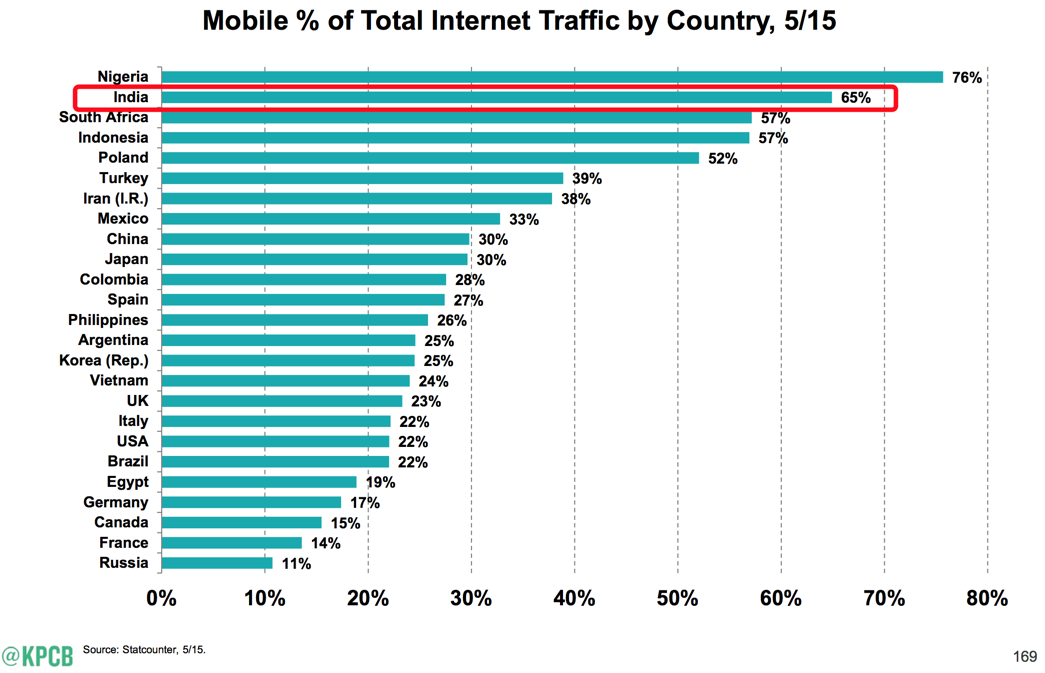 Mobile % of Total Internet Traffic by Country, 5/15
Nigeria 76%
India 65%
South Africa 57%
Indonesia 57%
Poland 52%
Turkey 39%
Iran (I.R.) 38%
Mexico 33%
China 30%
Japan 30%
Colombia 28%
Spain 27%
Philippines 26%
Argentina 25%
Korea (Rep.) 25%
Vietnam 24%
UK 23%
Italy 22%
USA 22%
Brazil 22%
Egypt 19%
Germany 17%
Canada 15%
France 14%
Russia 11%
0% 10% 20% 30% 40% 50% 60% 70% 80%
@KPCB Source: Statcounter, 5/15. 169